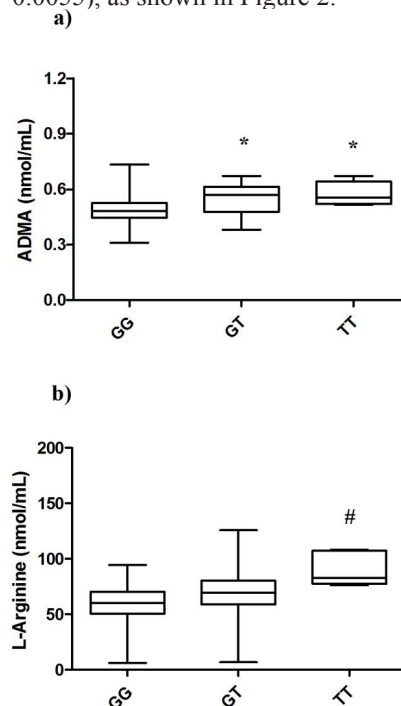 0.0055), as shown in Figure 2.
a)
1.2
0.9
0.6
0.3
0.0
ADMA (nmol/mL)
*
*
GG
GT
TT
b)
200
150
100
50
0
L-Arginine (nmol/mL)
#
GG
GT
TT